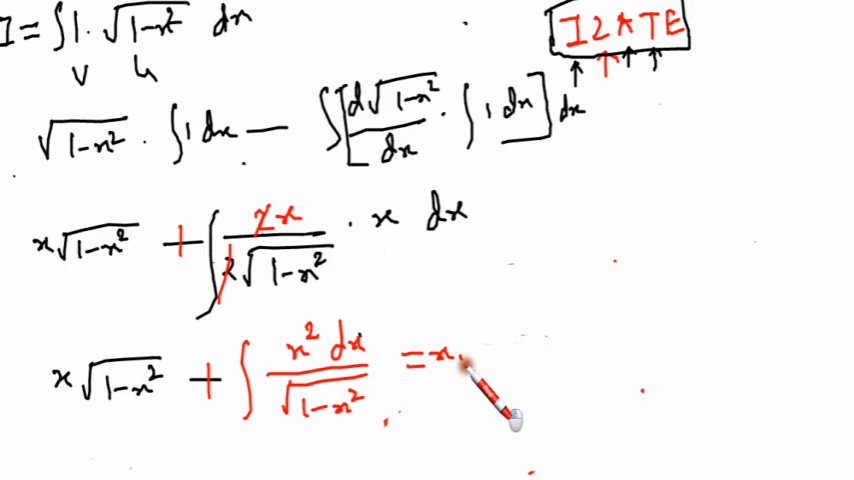 I = ∫ 1 · √(1-x²) dx
I L A T E
v u
√(1-x²) · ∫ 1 dx — ∫ [ d√(1-x²)/dx · ∫ 1 dx ] dx
x√(1-x²) + ∫ 2x/(2√(1-x²)) · x dx
x√(1-x²) + ∫ x² dx/√(1-x²) = x